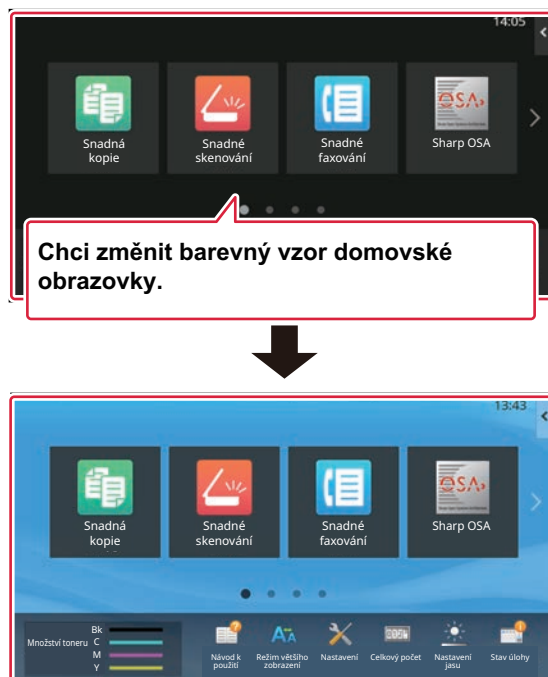 14:05
Snadná
kopie
Snadné
skenování
Snadné
faxování
OSA
Sharp OSA
Chci změnit barevný vzor domovské
obrazovky.
13:43
Snadná
kopie
Snadné
skenování
Snadné
faxování
OSA
Sharp OSA
Množství toneru
Bk
C
M
Y
Návod k
použití
Režim většího
zobrazení
Nastavení
Celkový počet
Nastavení
jasu
Stav úlohy